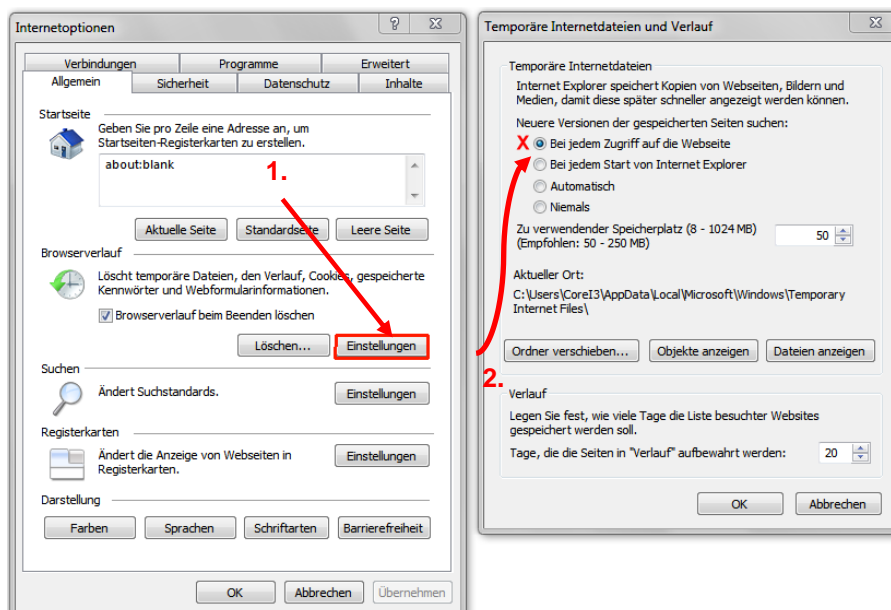 Internetoptionen
Verbindungen Programme Erweitert
Allgemein Sicherheit Datenschutz Inhalte
Startseite
Geben Sie pro Zeile eine Adresse an, um
Startseiten-Registerkarten zu erstellen.
about:blank
1.
Aktuelle Seite Standardseite Leere Seite
Browserverlauf
Löscht temporäre Dateien, den Verlauf, Cookies, gespeicherte
Kennwörter und Webformularinformationen.
Browserverlauf beim Beenden löschen
Löschen... Einstellungen
Suchen
Ändert Suchstandards. Einstellungen
Registerkarten
Ändert die Anzeige von Webseiten in
Registerkarten.
Einstellungen
Darstellung
Farben Sprachen Schriftarten Barrierefreiheit
OK Abbrechen Übernehmen
Temporäre Internetdateien und Verlauf
Temporäre Internetdateien
Internet Explorer speichert Kopien von Webseiten, Bildern und
Medien, damit diese später schneller angezeigt werden können.
Neuere Versionen der gespeicherten Seiten suchen:
X Bei jedem Zugriff auf die Webseite
Bei jedem Start von Internet Explorer
Automatisch
Niemals
Zu verwendender Speicherplatz (8 - 1024 MB)
(Empfohlen: 50 - 250 MB)
50
Aktueller Ort:
C:\Users\CoreI3\AppData\Local\Microsoft\Windows\Temporary
Internet Files\
Ordner verschieben... Objekte anzeigen Dateien anzeigen
2.
Verlauf
Legen Sie fest, wie viele Tage die Liste besuchter Websites
gespeichert werden soll.
Tage, die die Seiten in "Verlauf" aufbewahrt werden: 20
OK Abbrechen